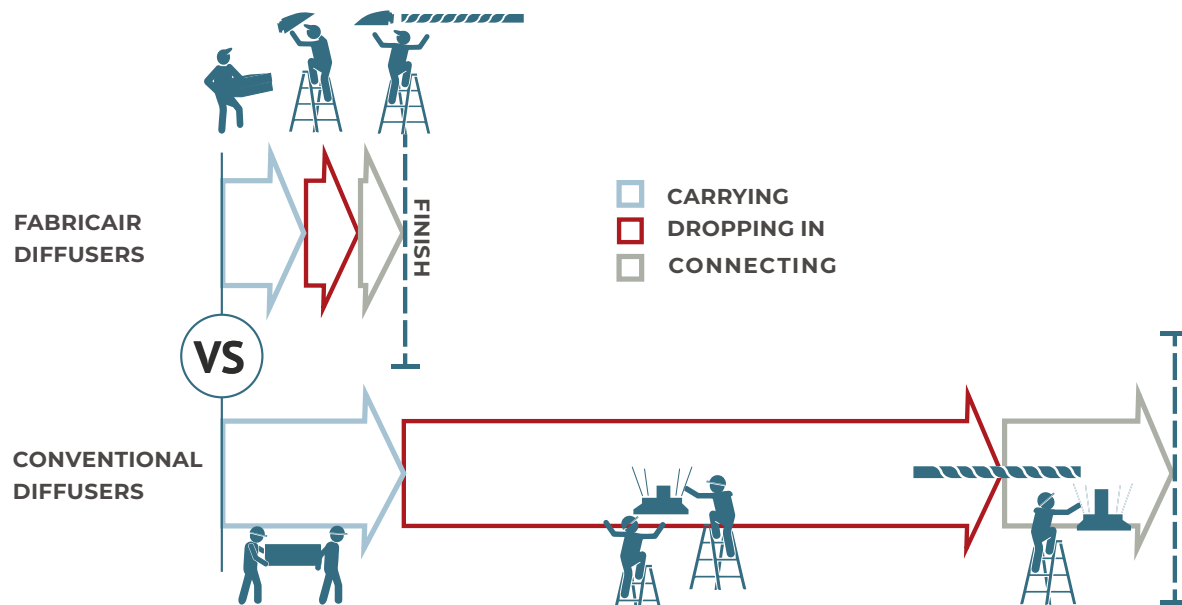 FABRICAIR
DIFFUSERS
FINISH
CARRYING
DROPPING IN
CONNECTING
VS
CONVENTIONAL
DIFFUSERS